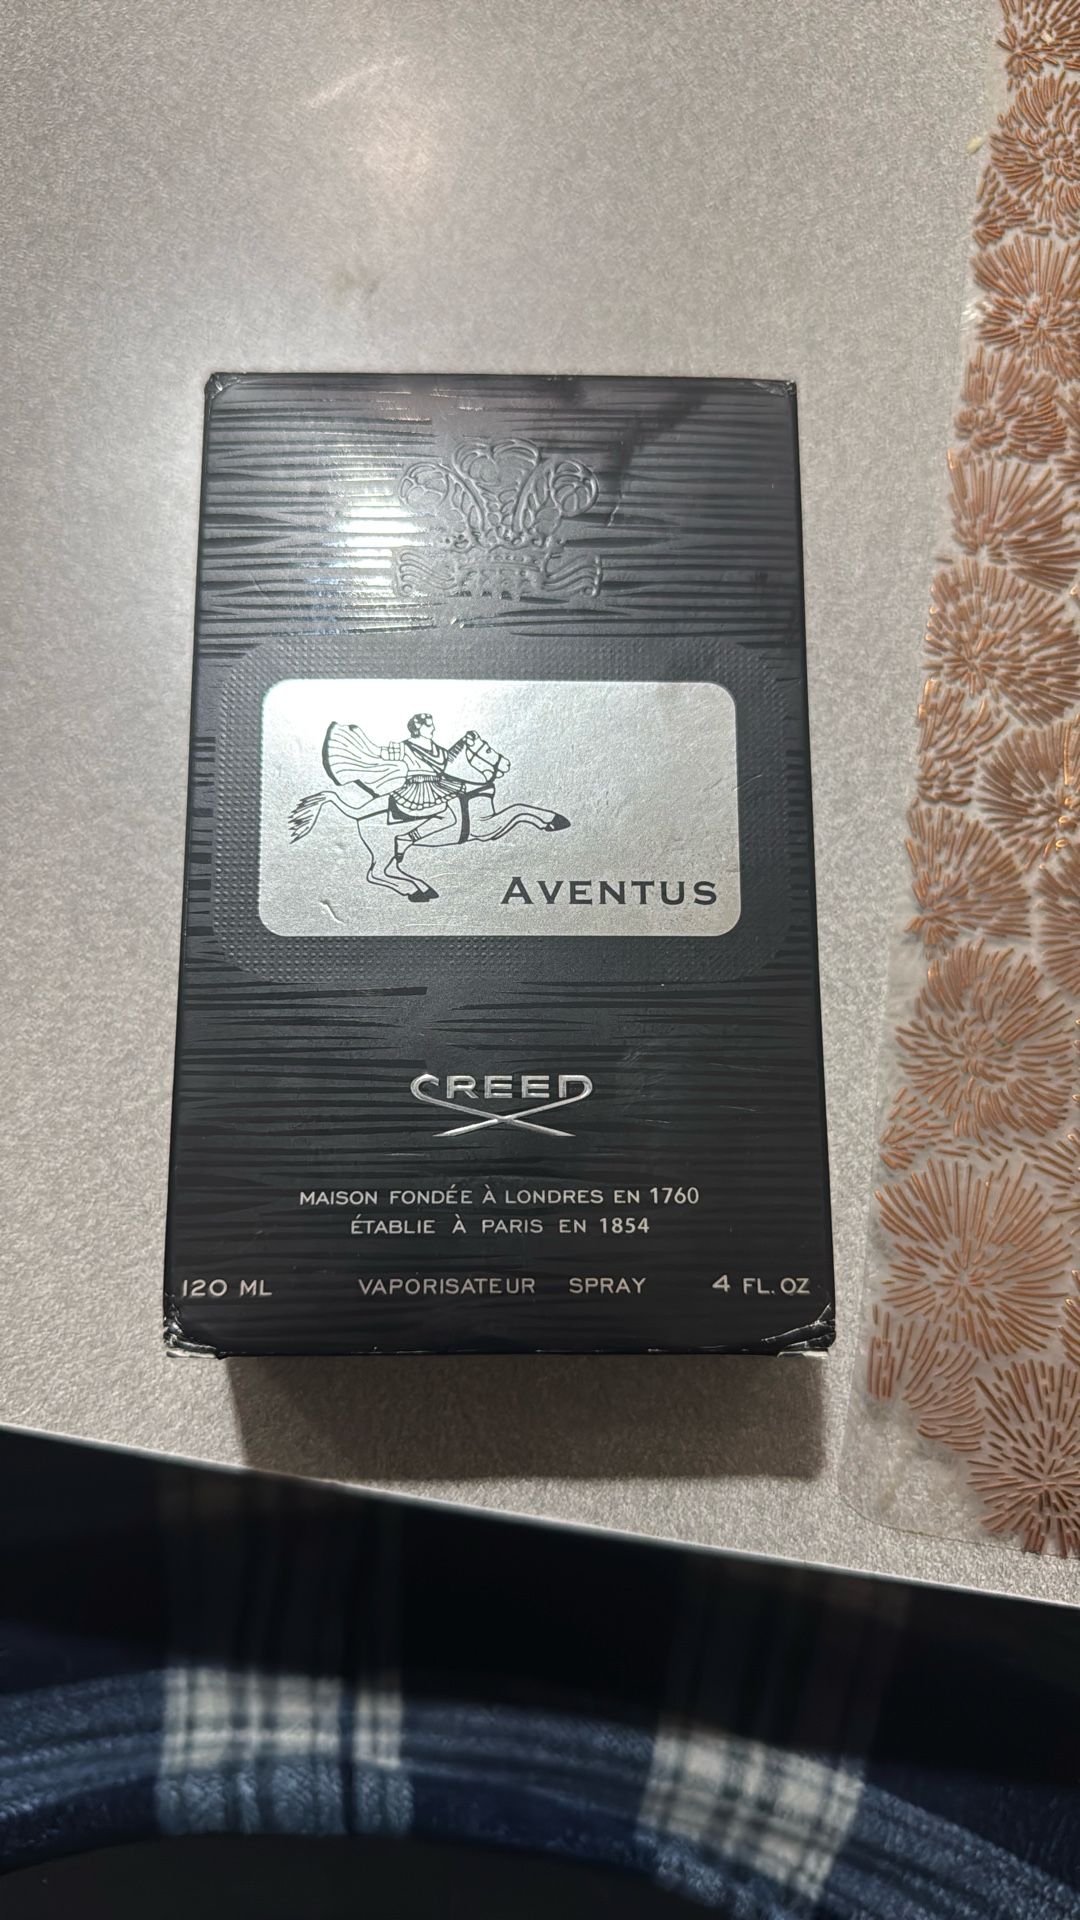 AVENTUS
CREED
MAISON FONDÉE À LONDRES EN 1760
ÉTABLIE À PARIS EN 1854
120 ML VAPORISATEUR SPRAY 4 FL. OZ